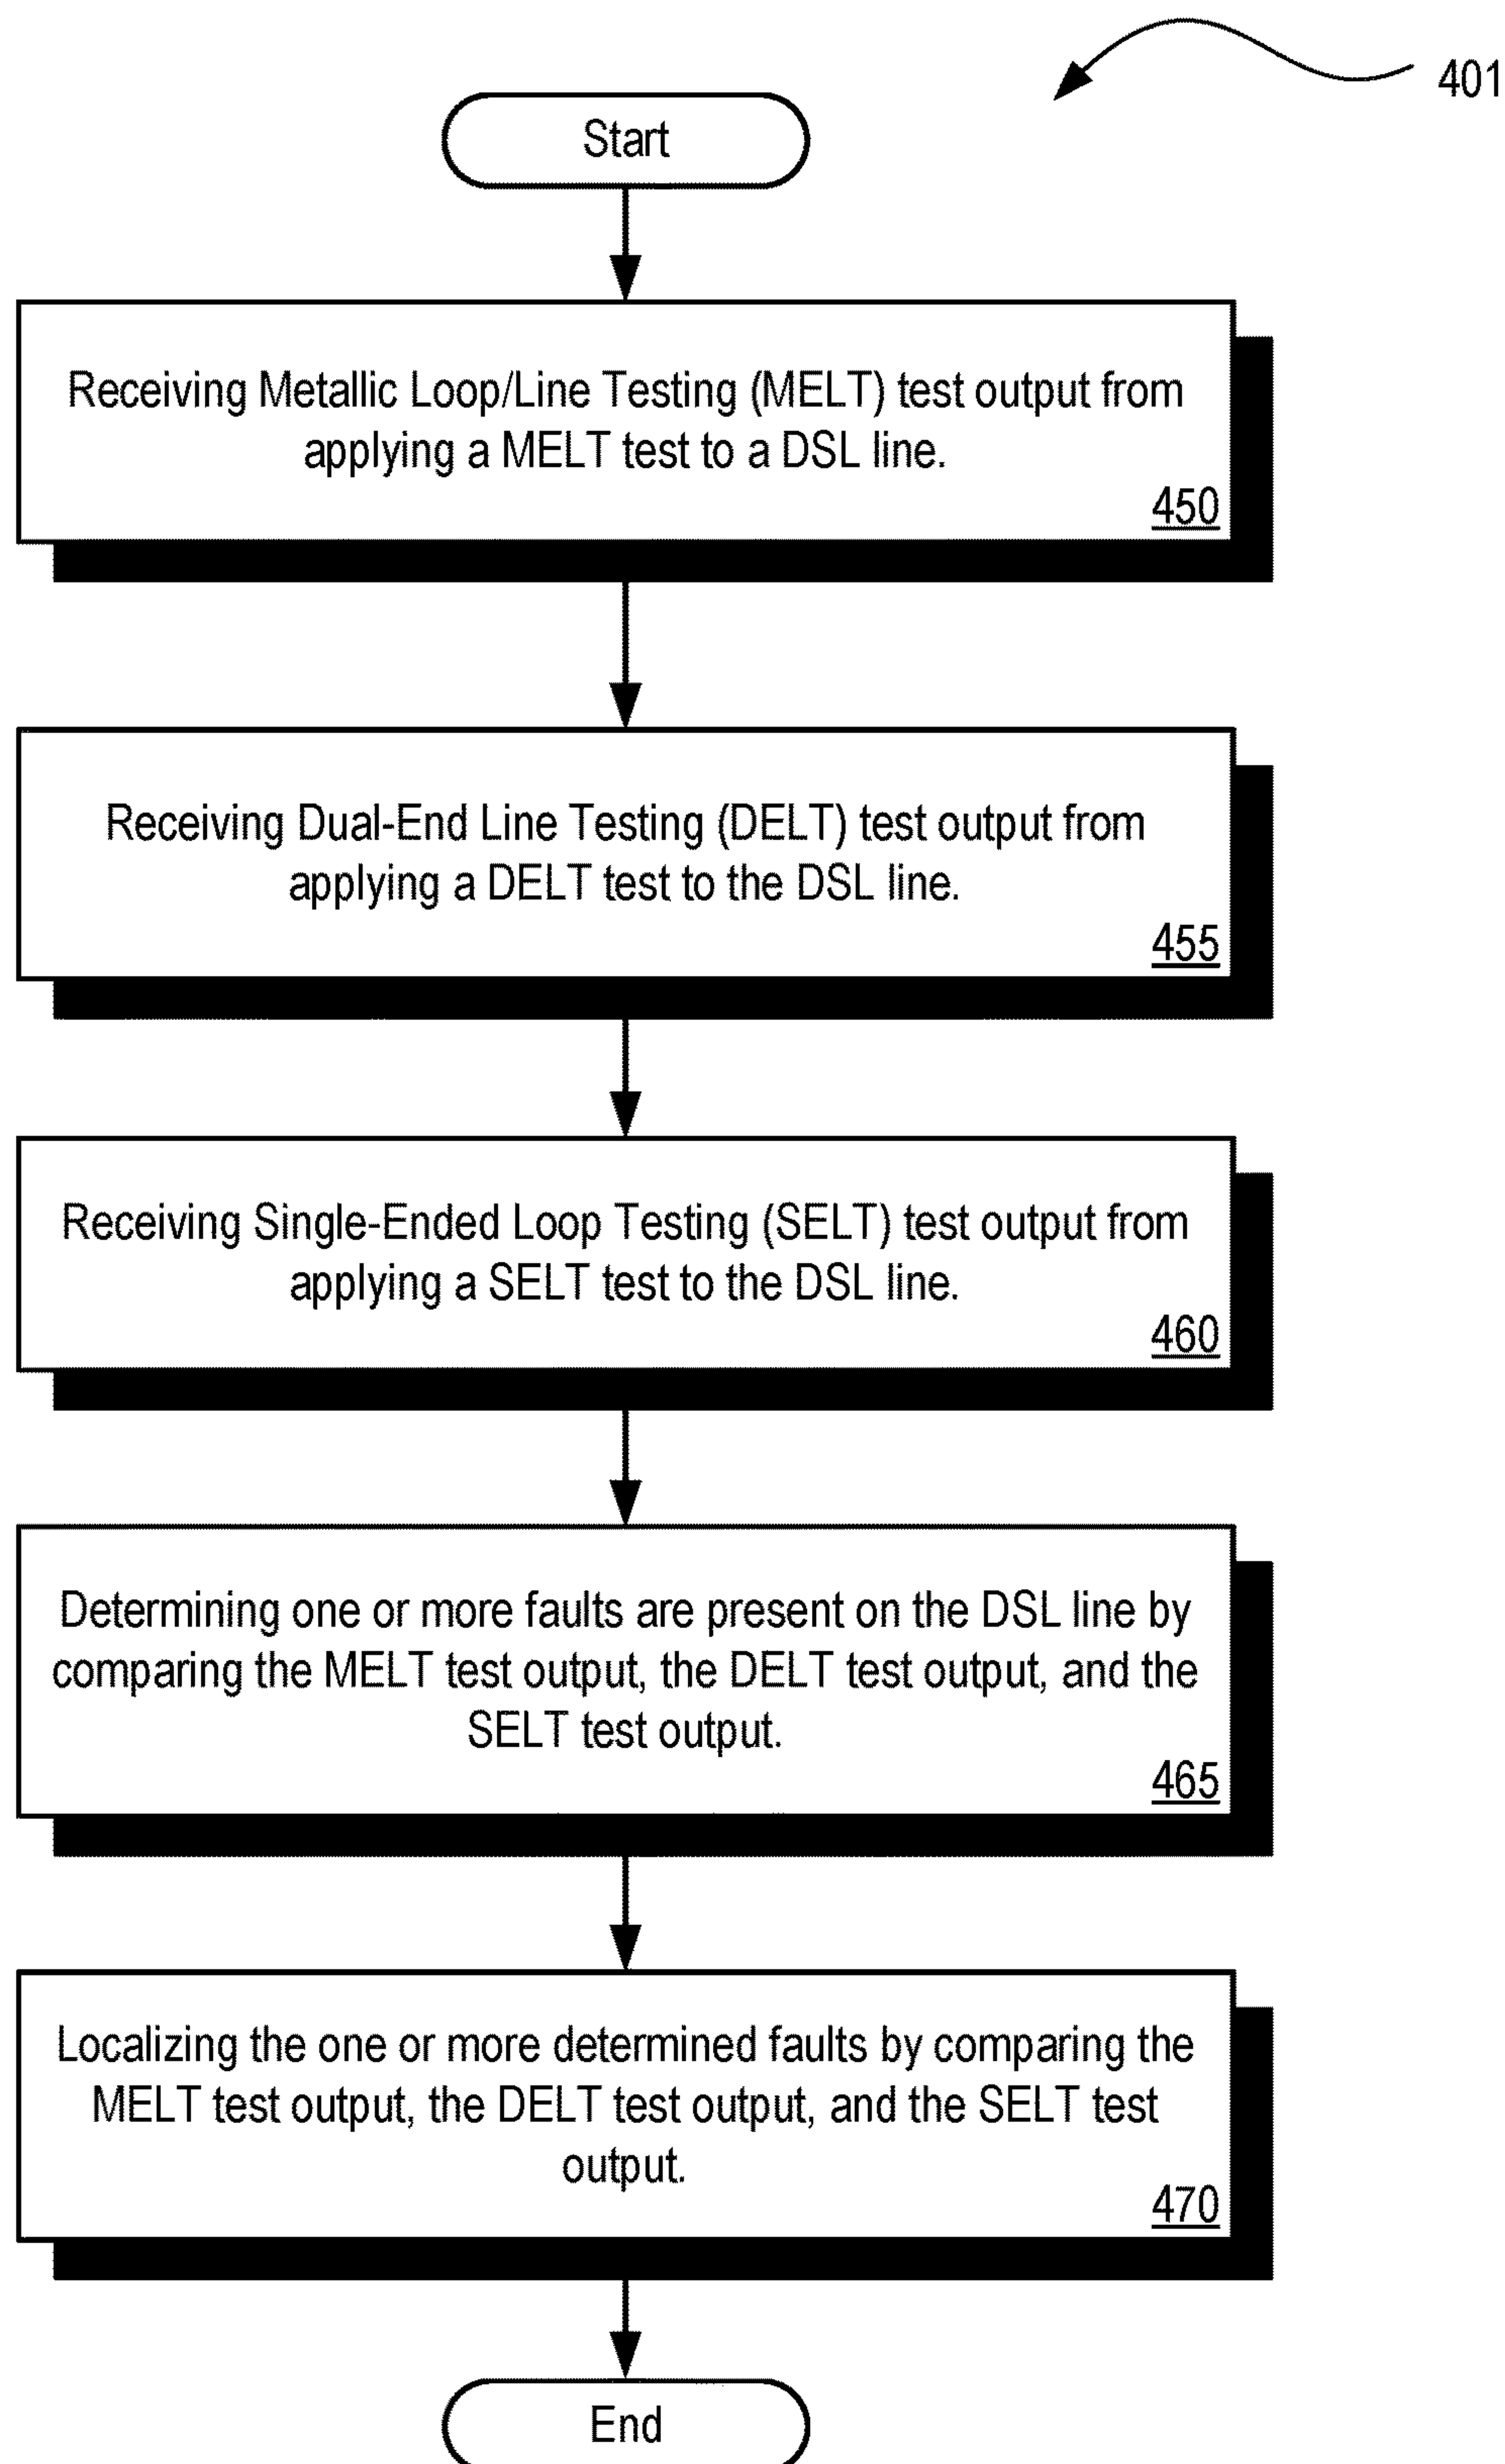 401
Start
Receiving Metallic Loop/Line Testing (MELT) test output from
applying a MELT test to a DSL line.
450
Receiving Dual-End Line Testing (DELT) test output from
applying a DELT test to the DSL line.
455
Receiving Single-Ended Loop Testing (SELT) test output from
applying a SELT test to the DSL line.
460
Determining one or more faults are present on the DSL line by
comparing the MELT test output, the DELT test output, and the
SELT test output.
465
Localizing the one or more determined faults by comparing the
MELT test output, the DELT test output, and the SELT test
output.
470
End